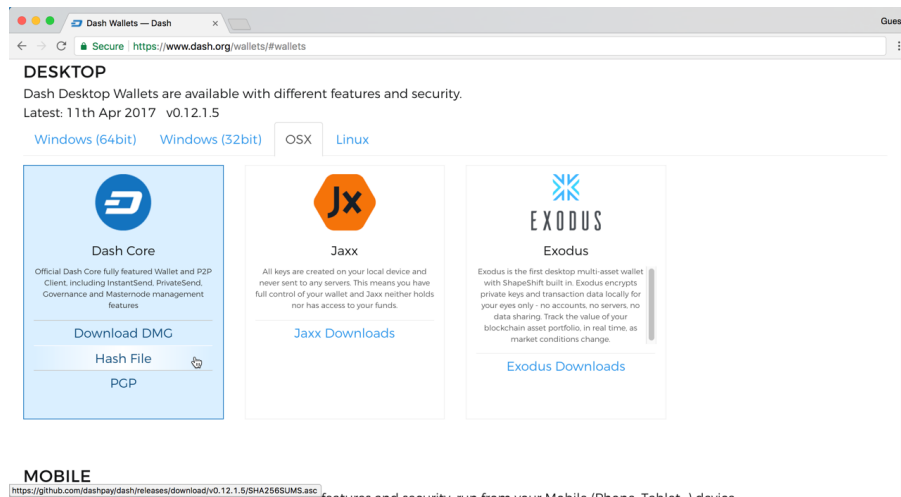 Dash Wallets — Dash
Gues
Secure https://www.dash.org/wallets/#wallets
DESKTOP
Dash Desktop Wallets are available with different features and security.
Latest: 11th Apr 2017 v0.12.1.5
Windows (64bit) Windows (32bit) OSX Linux
Dash Core
Official Dash Core fully featured Wallet and P2P
Client, including InstantSend, PrivateSend,
Governance and Masternode management
features
Download DMG
Hash File
PGP
Jx
Jaxx
All keys are created on your local device and
never sent to any servers. This means you have
full control of your wallet and Jaxx neither holds
nor has access to your funds.
Jaxx Downloads
EXODUS
Exodus
Exodus is the first desktop multi-asset wallet
with ShapeShift built in. Exodus encrypts
private keys and transaction data locally for
your eyes only - no accounts, no servers, no
data sharing. Track the value of your
blockchain asset portfolio, in real time, as
market conditions change.
Exodus Downloads
MOBILE
https://github.com/dashpay/dash/releases/download/v0.12.1.5/SHA256SUMS.asc
features and security, run from your Mobile (Phone, Tablet..) device